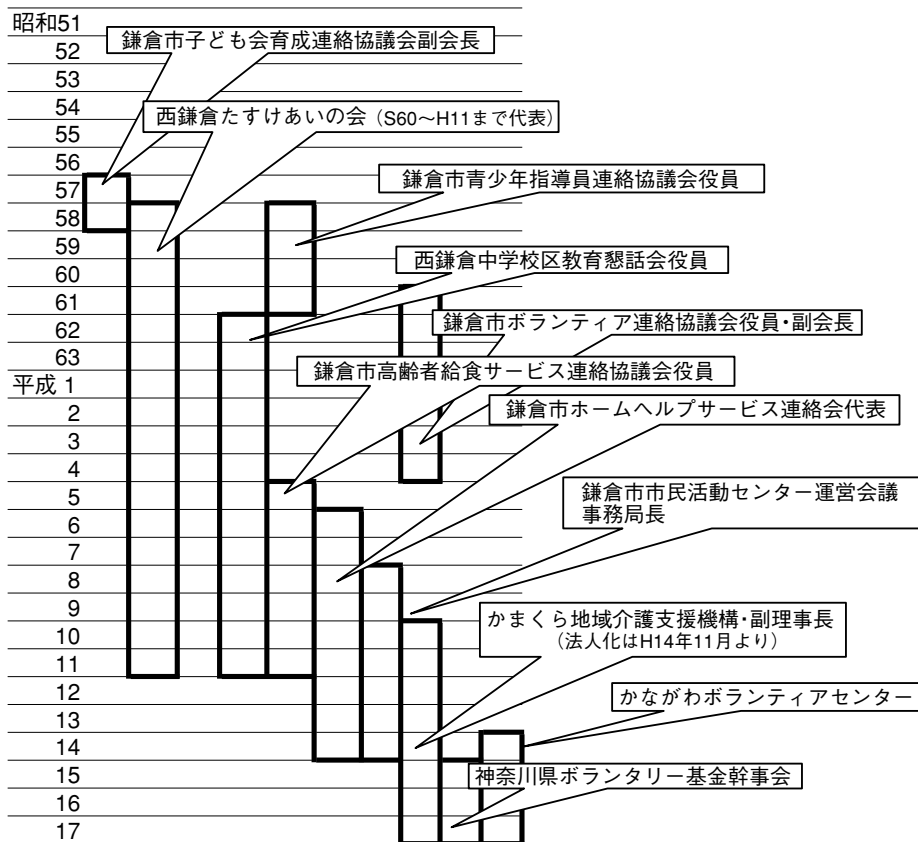 昭和51
52
53
54
55
56
57
58
59
60
61
62
63
平成 1
2
3
4
5
6
7
8
9
10
11
12
13
14
15
16
17
鎌倉市子ども会育成連絡協議会副会長
西鎌倉たすけあいの会（S60～H11まで代表）
鎌倉市青少年指導員連絡協議会役員
西鎌倉中学校区教育懇話会役員
鎌倉市ボランティア連絡協議会役員・副会長
鎌倉市高齢者給食サービス連絡協議会役員
鎌倉市ホームヘルプサービス連絡会代表
鎌倉市市民活動センター運営会議
事務局長
かまくら地域介護支援機構・副理事長
（法人化はH14年11月より）
かながわボランティアセンター
神奈川県ボランタリー基金幹事会